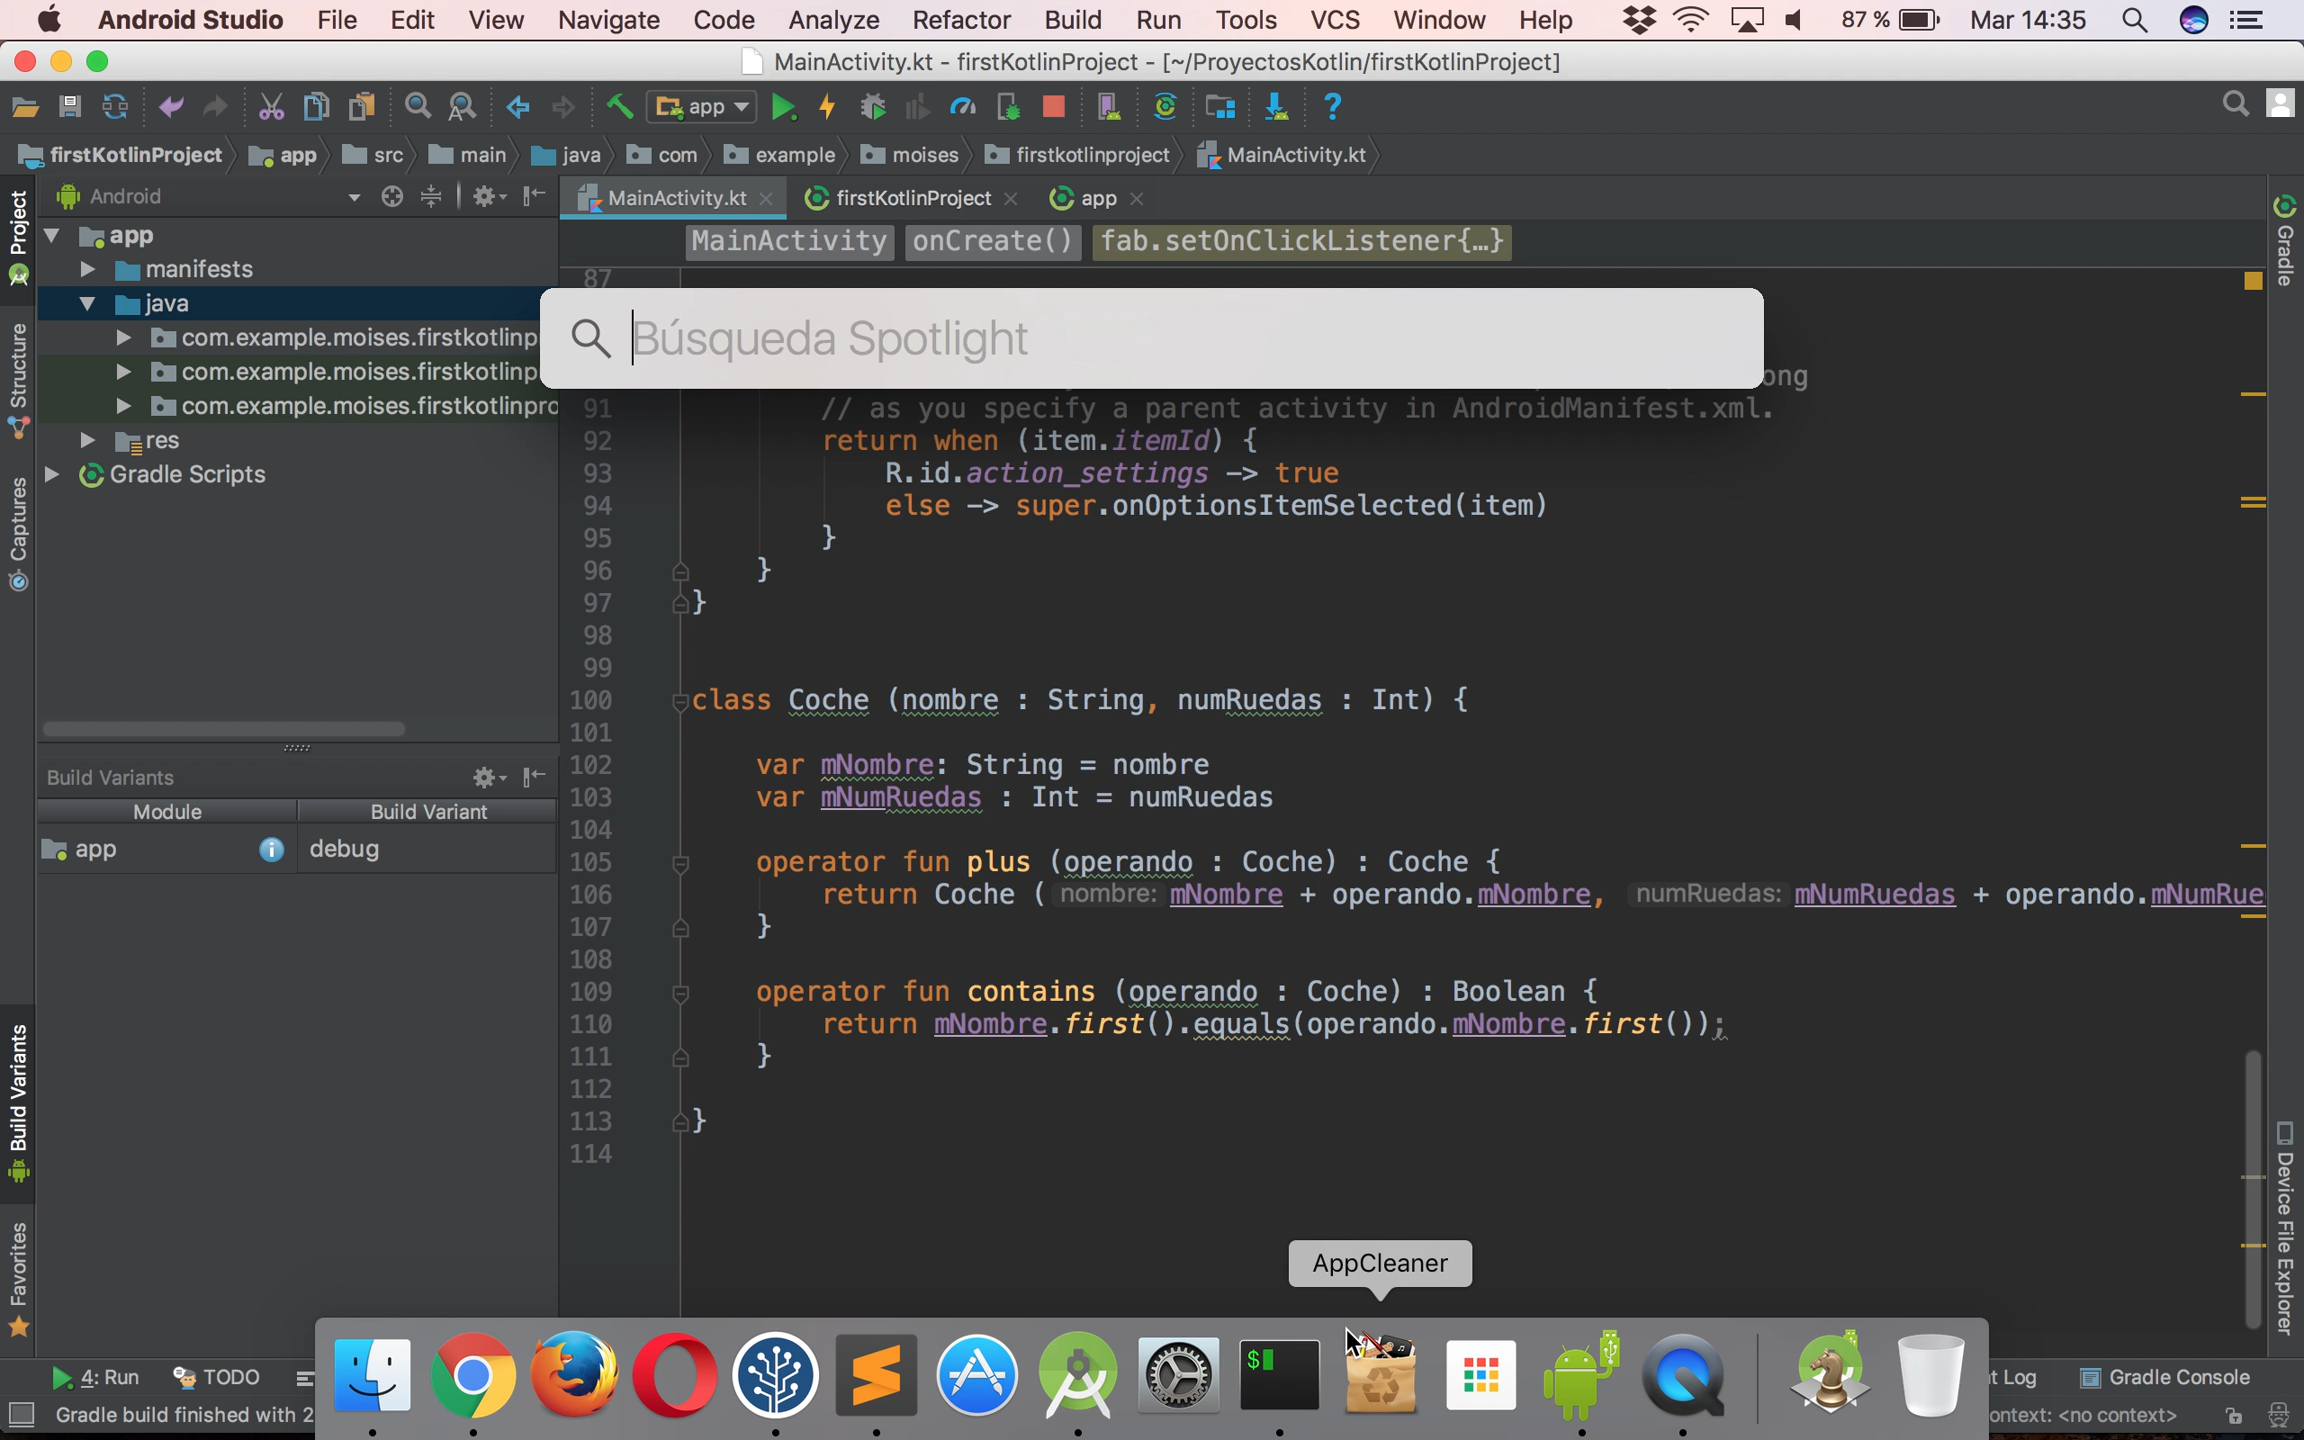 Android Studio File Edit View Navigate Code Analyze Refactor Build Run Tools VCS Window Help 87 % Mar 14:35
MainActivity.kt - firstKotlinProject - [~/ProyectosKotlin/firstKotlinProject]
app
firstKotlinProject app src main java com example moises firstkotlinproject MainActivity.kt
Project
Android
MainActivity.kt firstKotlinProject app
Gradle
app
MainActivity onCreate() fab.setOnClickListener{…}
manifests
87
java
Búsqueda Spotlight
com.example.moises.firstkotlinp
com.example.moises.firstkotlinp
ong
com.example.moises.firstkotlinpro
91 // as you specify a parent activity in AndroidManifest.xml.
Structure
res
92 return when (item.itemId) {
Gradle Scripts
93 R.id.action_settings -> true
94 else -> super.onOptionsItemSelected(item)
Captures
95 }
96 }
97 }
98
99
100 class Coche (nombre : String, numRuedas : Int) {
101
Build Variants
102 var mNombre: String = nombre
Module Build Variant
103 var mNumRuedas : Int = numRuedas
104
app debug
105 operator fun plus (operando : Coche) : Coche {
106 return Coche ( nombre: mNombre + operando.mNombre, numRuedas: mNumRuedas + operando.mNumRue
107 }
108
109 operator fun contains (operando : Coche) : Boolean {
110 return mNombre.first().equals(operando.mNombre.first());
111 }
112
113 }
114
Build Variants
Device File Explorer
Favorites
AppCleaner
$
4: Run TODO
t Log Gradle Console
Gradle build finished with 2
ontext: <no context>